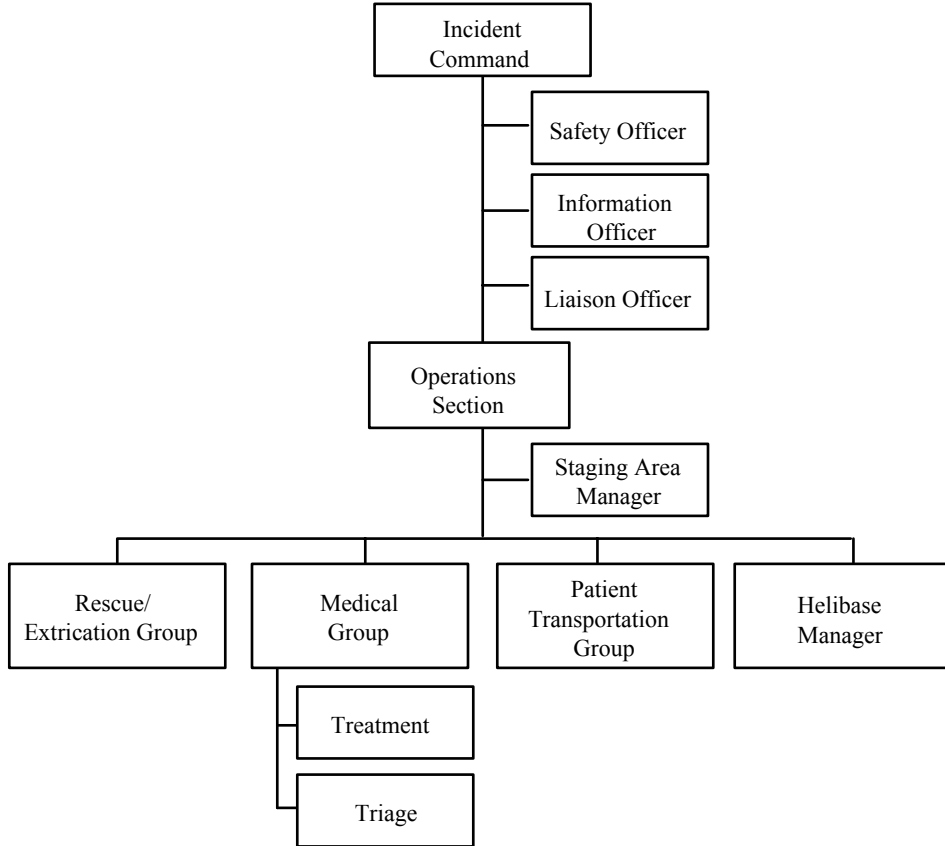 Incident
Command
Safety Officer
Information
Officer
Liaison Officer
Operations
Section
Staging Area
Manager
Rescue/
Extrication Group
Medical
Group
Patient
Transportation
Group
Helibase
Manager
Treatment
Triage